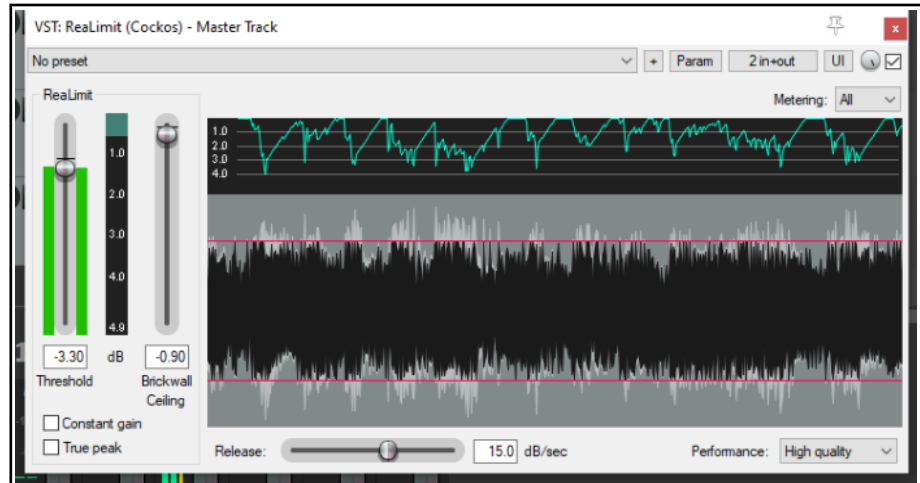 VST: ReaLimit (Cockos) - Master Track
x
No preset
+
Param
2 in+out
UI
ReaLimit
Metering: All
1.0
2.0
3.0
4.0
1.0
2.0
3.0
4.0
4.9
-3.30
dB
-0.90
Threshold
Brickwall
Ceiling
Constant gain
True peak
Release:
15.0 dB/sec
Performance: High quality